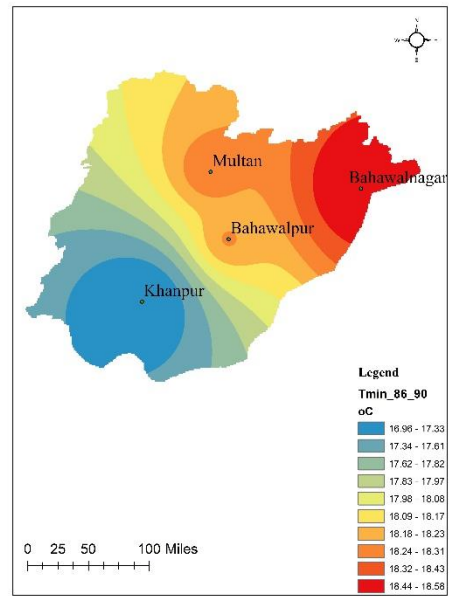 N
S
Multan
Bahawalnagar
Bahawalpur
Khanpur
Legend
Tmin_86_90
oC
16.96 - 17.33
17.34 - 17.61
17.62 - 17.82
17.83 - 17.97
17.98 - 18.08
18.09 - 18.17
18.18 - 18.23
18.24 - 18.31
18.32 - 18.43
18.44 - 18.58
0 25 50 100 Miles